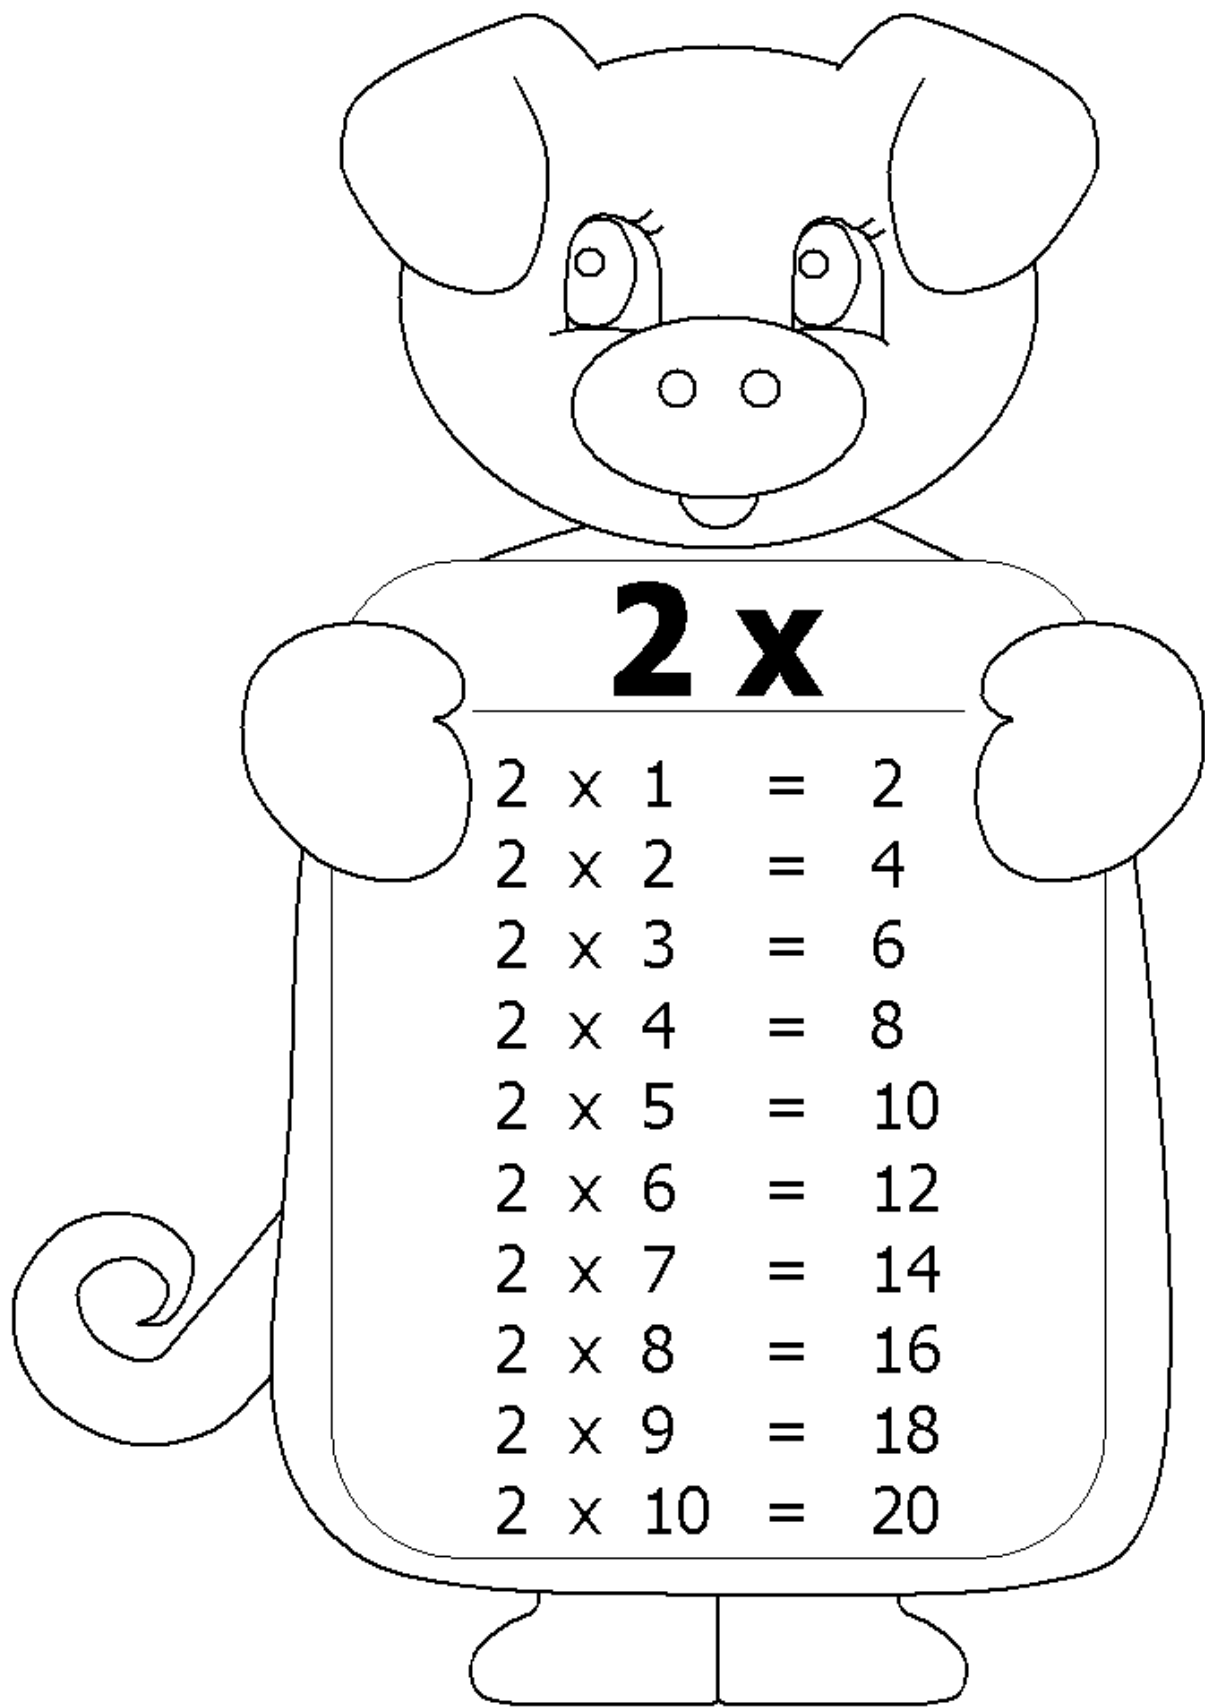 2 x
2 x 1 = 2
2 x 2 = 4
2 x 3 = 6
2 x 4 = 8
2 x 5 = 10
2 x 6 = 12
2 x 7 = 14
2 x 8 = 16
2 x 9 = 18
2 x 10 = 20